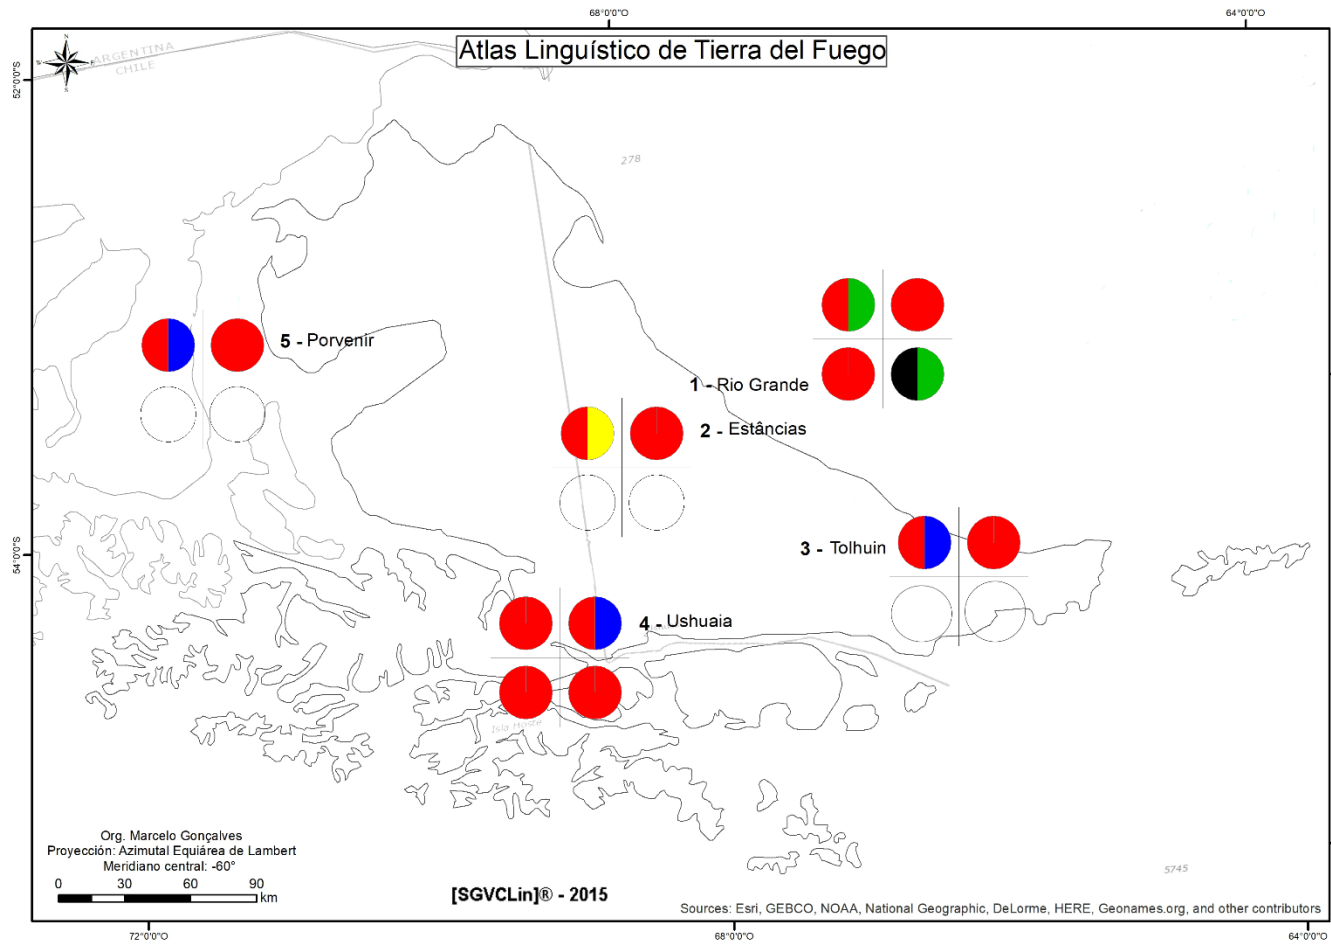 68°0'0"O
64°0'0"O
Atlas Linguístico de Tierra del Fuego
ARGENTINA
CHILE
52°0'0"S
278
5 - Porvenir
1 - Rio Grande
2 - Estâncias
3 - Tolhuin
54°0'0"S
4 - Ushuaia
Isla Hoste
Org. Marcelo Gonçalves
Proyección: Azimutal Equiárea de Lambert
Meridiano central: -60°
0 30 60 90
km
5745
[SGVCLin]® - 2015
Sources: Esri, GEBCO, NOAA, National Geographic, DeLorme, HERE, Geonames.org, and other contributors
72°0'0"O
68°0'0"O
64°0'0"O